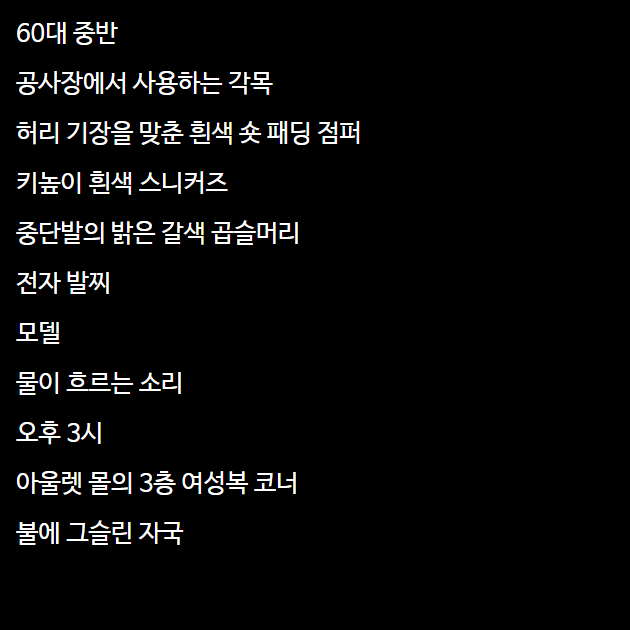 60대 중반
공사장에서 사용하는 각목
허리 기장을 맞춘 흰색 숏 패딩 점퍼
키높이 흰색 스니커즈
중단발의 밝은 갈색 곱슬머리
전자 발찌
모델
물이 흐르는 소리
오후 3시
아울렛 몰의 3층 여성복 코너
불에 그슬린 자국